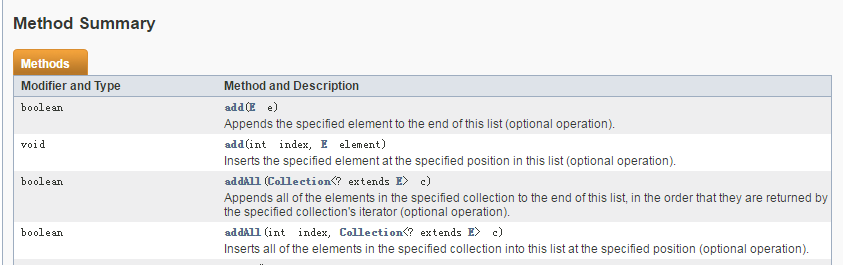 Method Summary
Methods
Modifier and Type Method and Description
boolean add(E e)
Appends the specified element to the end of this list (optional operation).
void add(int index, E element)
Inserts the specified element at the specified position in this list (optional operation).
boolean addAll(Collection<? extends E> c)
Appends all of the elements in the specified collection to the end of this list, in the order that they are returned by
the specified collection's iterator (optional operation).
boolean addAll(int index, Collection<? extends E> c)
Inserts all of the elements in the specified collection into this list at the specified position (optional operation).